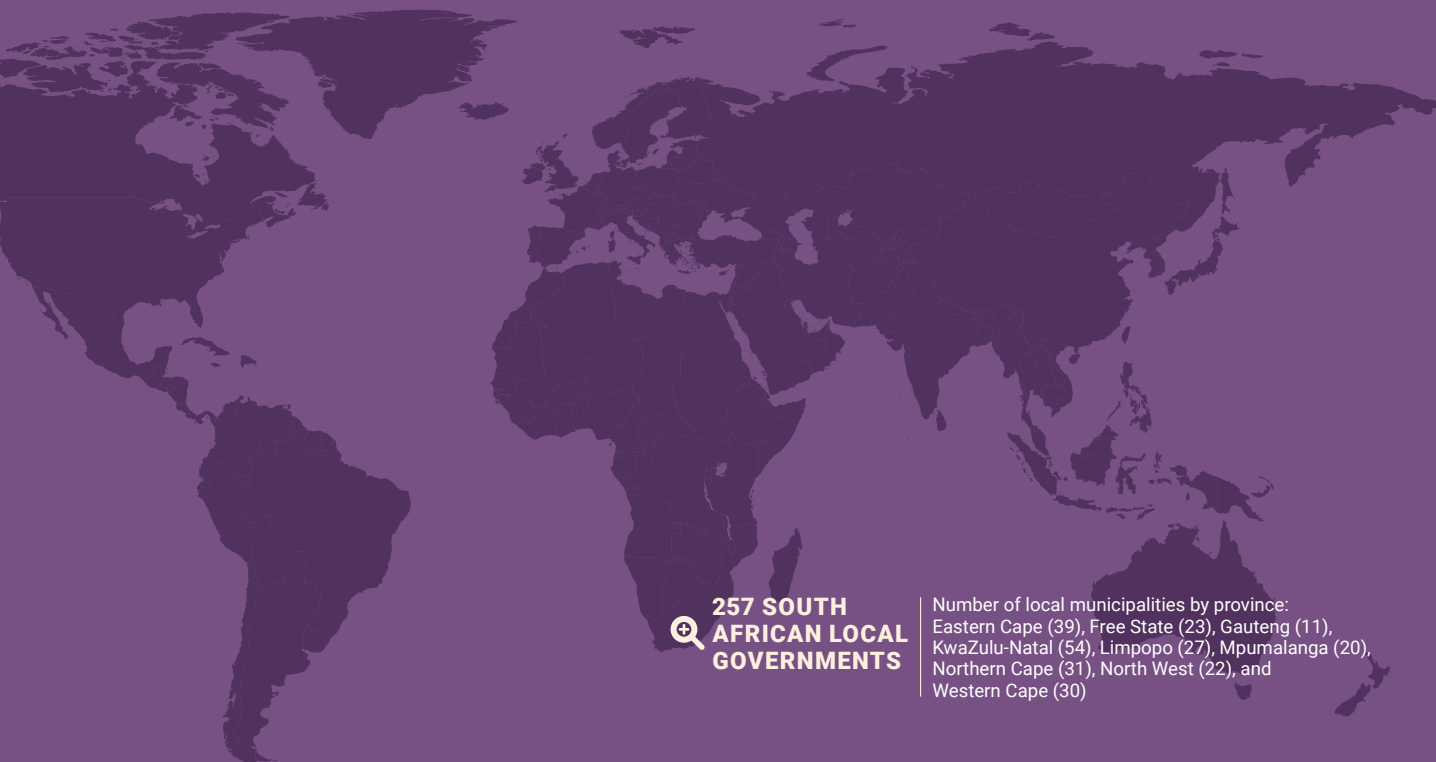 257 SOUTH
AFRICAN LOCAL
GOVERNMENTS
Number of local municipalities by province:
Eastern Cape (39), Free State (23), Gauteng (11),
KwaZulu-Natal (54), Limpopo (27), Mpumalanga (20),
Northern Cape (31), North West (22), and
Western Cape (30)